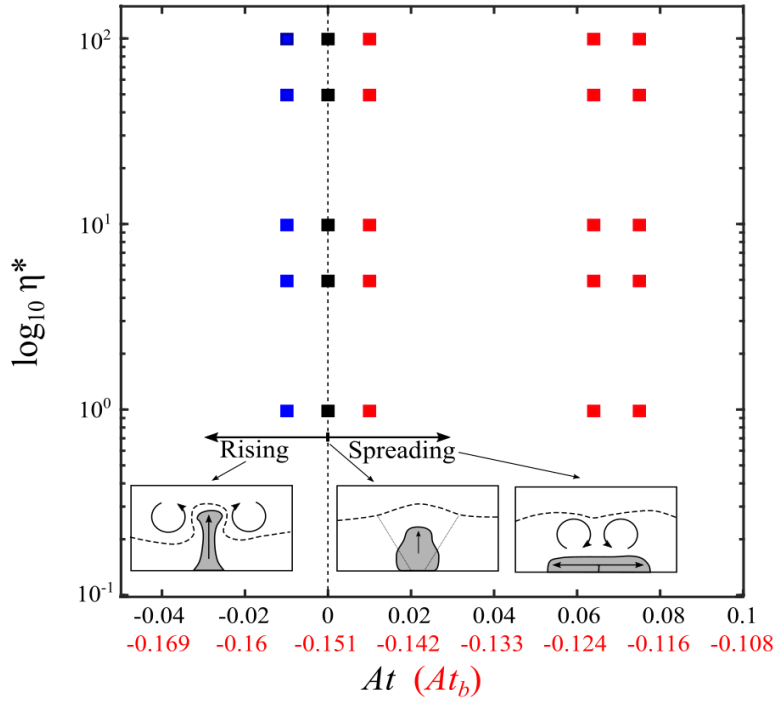 10²
10¹
10⁰
10⁻¹
log₁₀ η*
Rising Spreading
-0.04 -0.02 0 0.02 0.04 0.06 0.08 0.1
-0.169 -0.16 -0.151 -0.142 -0.133 -0.124 -0.116 -0.108
At (At_b)